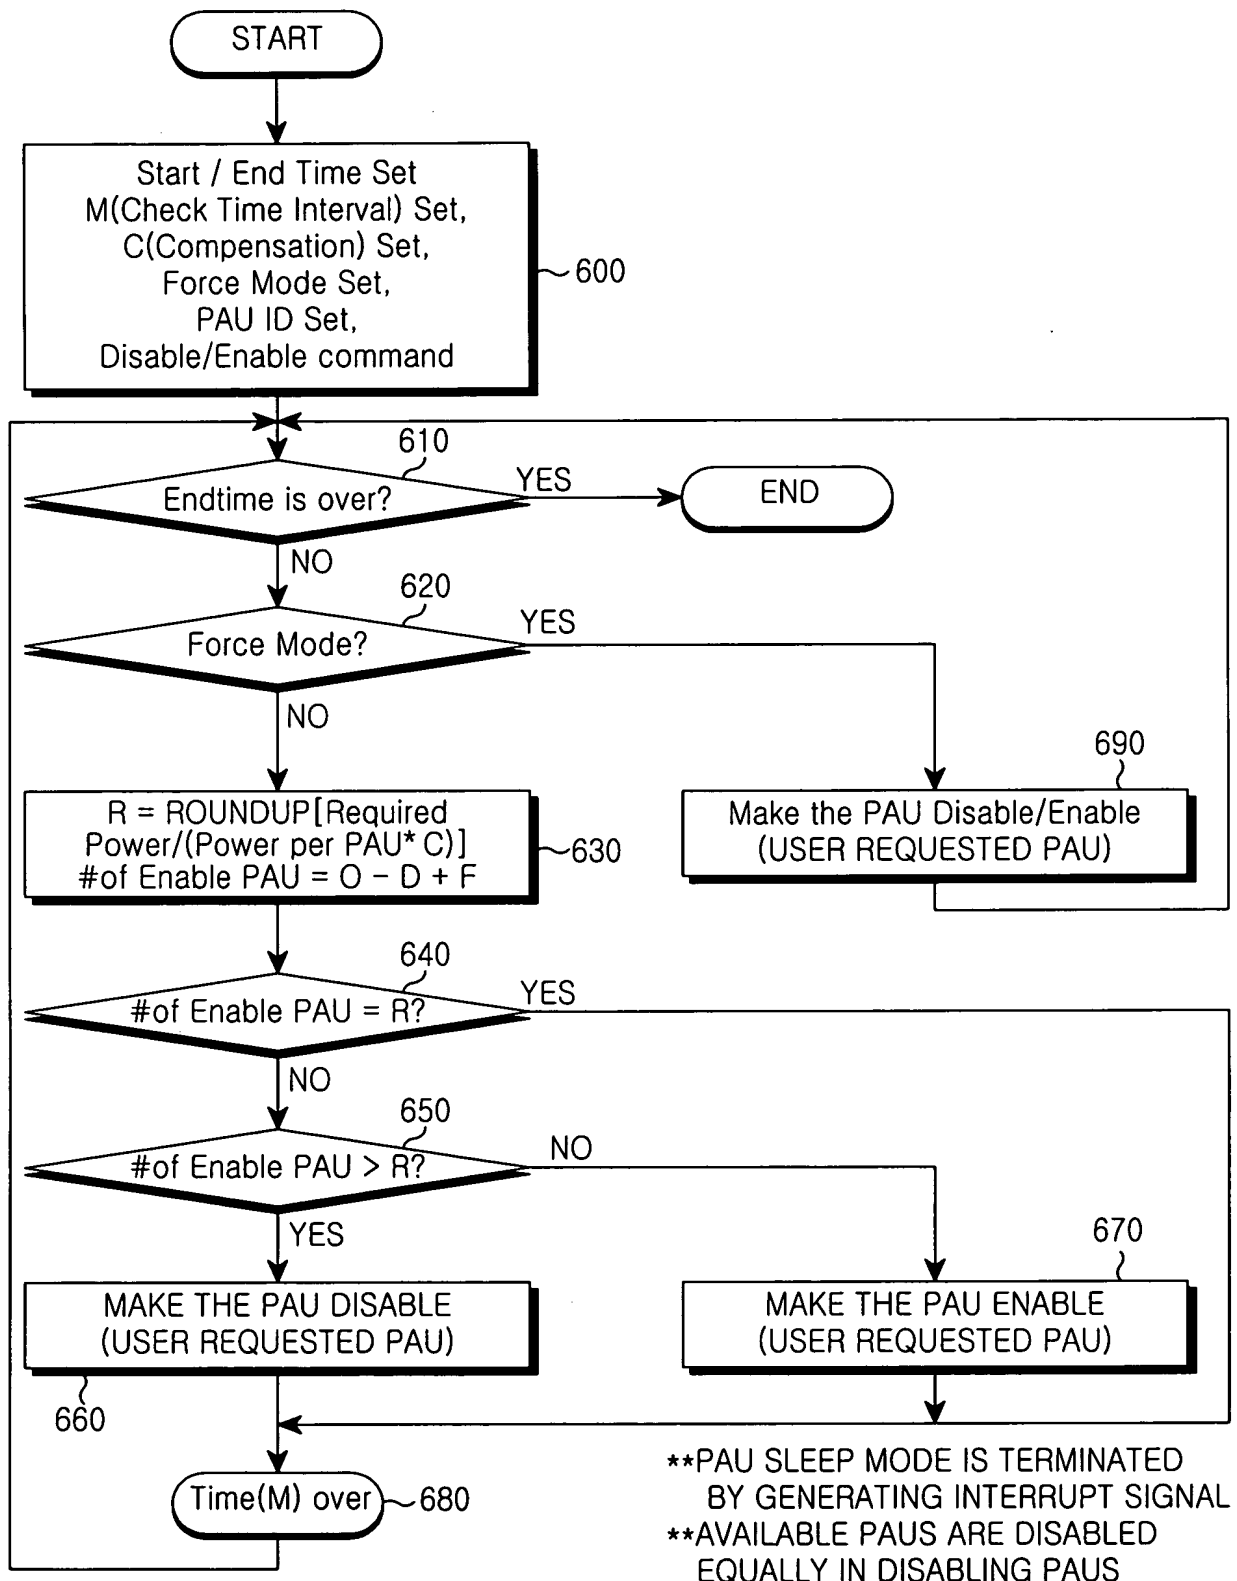 START
Start / End Time Set
M(Check Time Interval) Set,
C(Compensation) Set,
Force Mode Set,
PAU ID Set,
Disable/Enable command
600
610
Endtime is over?
YES
END
NO
620
Force Mode?
YES
NO
690
R = ROUNDUP[Required
Power/(Power per PAU* C)]
#of Enable PAU = O – D + F
630
Make the PAU Disable/Enable
(USER REQUESTED PAU)
640
#of Enable PAU = R?
YES
NO
650
#of Enable PAU > R?
NO
YES
670
MAKE THE PAU DISABLE
(USER REQUESTED PAU)
660
MAKE THE PAU ENABLE
(USER REQUESTED PAU)
Time(M) over
680
**PAU SLEEP MODE IS TERMINATED
BY GENERATING INTERRUPT SIGNAL
**AVAILABLE PAUS ARE DISABLED
EQUALLY IN DISABLING PAUS